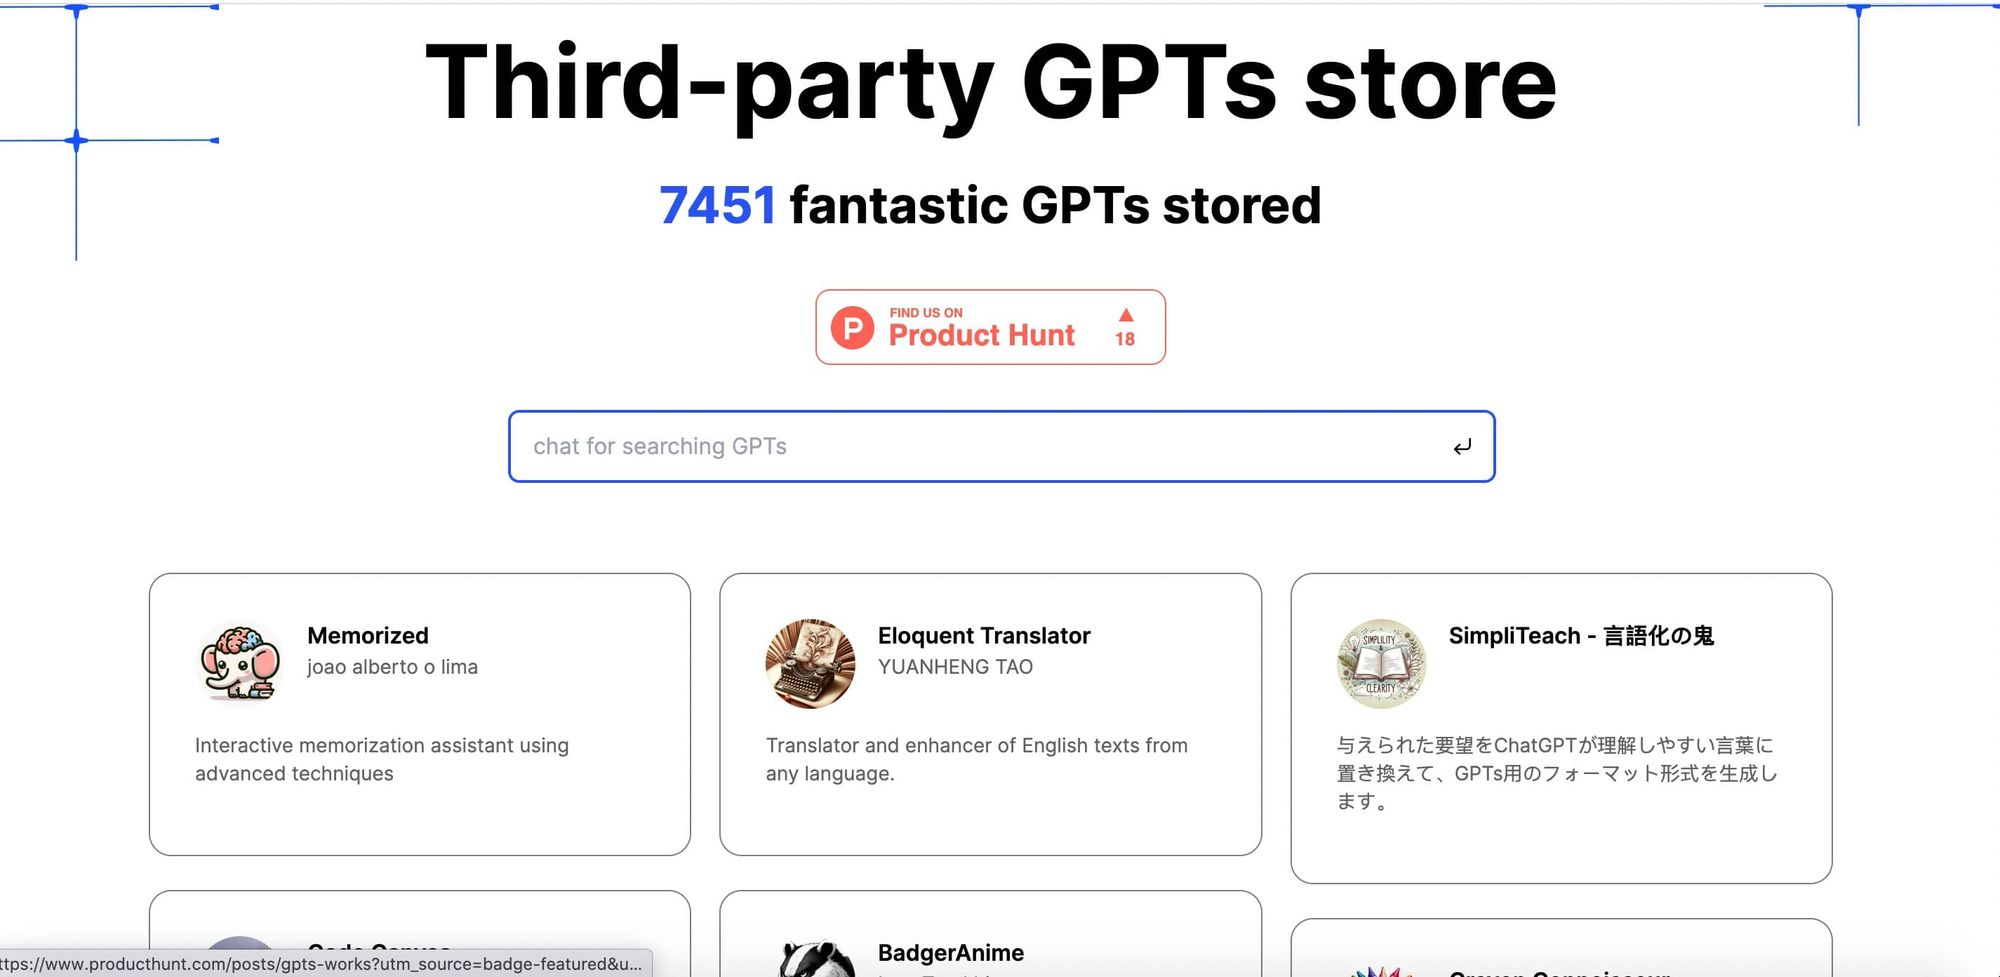 Third-party GPTs store
7451 fantastic GPTs stored
FIND US ON
Product Hunt
18
chat for searching GPTs
Memorized
joao alberto o lima
Interactive memorization assistant using
advanced techniques
Eloquent Translator
YUANHENG TAO
Translator and enhancer of English texts from
any language.
SIMPLILITY
&
CLEARITY
SimpliTeach - 言語化の鬼
与えられた要望をChatGPTが理解しやすい言葉に
置き換えて、GPTs用のフォーマット形式を生成し
ます。
Code Canvas
BadgerAnime
Crayon Connoisseur
ttps://www.producthunt.com/posts/gpts-works?utm_source=badge-featured&u...